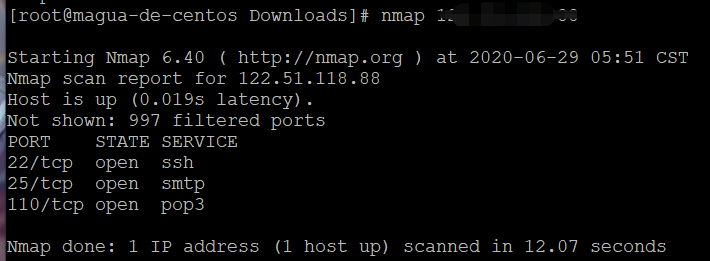 [root@magua-de-centos Downloads]# nmap
Starting Nmap 6.40 ( http://nmap.org ) at 2020-06-29 05:51 CST
Nmap scan report for 122.51.118.88
Host is up (0.019s latency).
Not shown: 997 filtered ports
PORT    STATE SERVICE
22/tcp  open  ssh
25/tcp  open  smtp
110/tcp open  pop3
Nmap done: 1 IP address (1 host up) scanned in 12.07 seconds